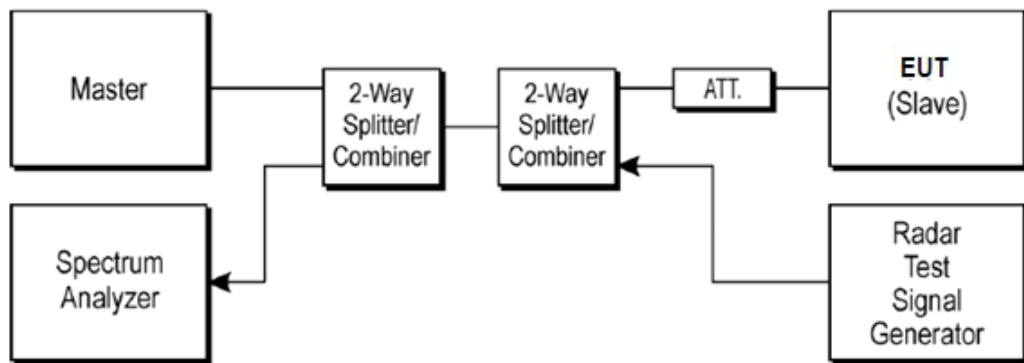 Master
2-Way
Splitter/
Combiner
2-Way
Splitter/
Combiner
ATT.
EUT
(Slave)
Spectrum
Analyzer
Radar
Test
Signal
Generator